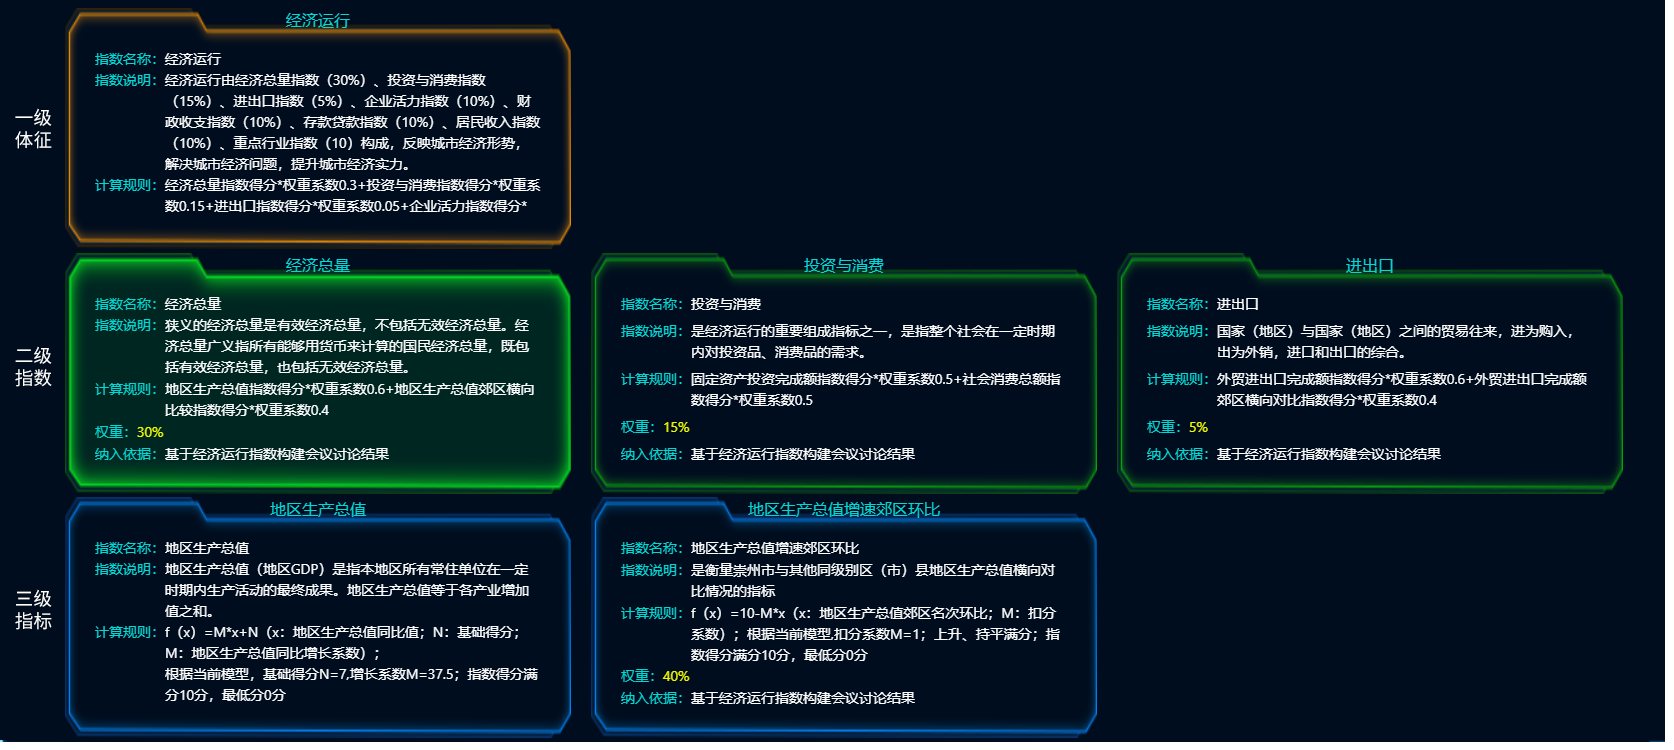 经济运行
指数名称：经济运行
指数说明：经济运行由经济总量指数（30%）、投资与消费指数
（15%）、进出口指数（5%）、企业活力指数（10%）、财
政收支指数（10%）、存款贷款指数（10%）、居民收入指数
（10%）、重点行业指数（10）构成，反映城市经济形势，
解决城市经济问题，提升城市经济实力。
计算规则：经济总量指数得分*权重系数0.3+投资与消费指数得分*权重系
数0.15+进出口指数得分*权重系数0.05+企业活力指数得分*
一级
体征
经济总量
指数名称：经济总量
指数说明：狭义的经济总量是有效经济总量，不包括无效经济总量。经
济总量广义指所有能够用货币来计算的国民经济总量，既包
括有效经济总量，也包括无效经济总量。
计算规则：地区生产总值指数得分*权重系数0.6+地区生产总值郊区横向
比较指数得分*权重系数0.4
权重：30%
纳入依据：基于经济运行指数构建会议讨论结果
投资与消费
指数名称：投资与消费
指数说明：是经济运行的重要组成指标之一，是指整个社会在一定时期
内对投资品、消费品的需求。
计算规则：固定资产投资完成额指数得分*权重系数0.5+社会消费总额指
数得分*权重系数0.5
权重：15%
纳入依据：基于经济运行指数构建会议讨论结果
进出口
指数名称：进出口
指数说明：国家（地区）与国家（地区）之间的贸易往来，进为购入，
出为外销，进口和出口的综合。
计算规则：外贸进出口完成额指数得分*权重系数0.6+外贸进出口完成额
郊区横向对比指数得分*权重系数0.4
权重：5%
纳入依据：基于经济运行指数构建会议讨论结果
二级
指数
地区生产总值
指数名称：地区生产总值
指数说明：地区生产总值（地区GDP）是指本地区所有常住单位在一定
时期内生产活动的最终成果。地区生产总值等于各产业增加
值之和。
计算规则：f（x）=M*x+N（x：地区生产总值同比值；N：基础得分；
M：地区生产总值同比增长系数）；
根据当前模型，基础得分N=7,增长系数M=37.5；指数得分满
分10分，最低分0分
地区生产总值增速郊区环比
指数名称：地区生产总值增速郊区环比
指数说明：是衡量崇州市与其他同级别区（市）县地区生产总值横向对
比情况的指标
计算规则：f（x）=10-M*x（x：地区生产总值郊区名次环比；M：扣分
系数）；根据当前模型,扣分系数M=1；上升、持平满分；指
数得分满分10分，最低分0分
权重：40%
纳入依据：基于经济运行指数构建会议讨论结果
三级
指标